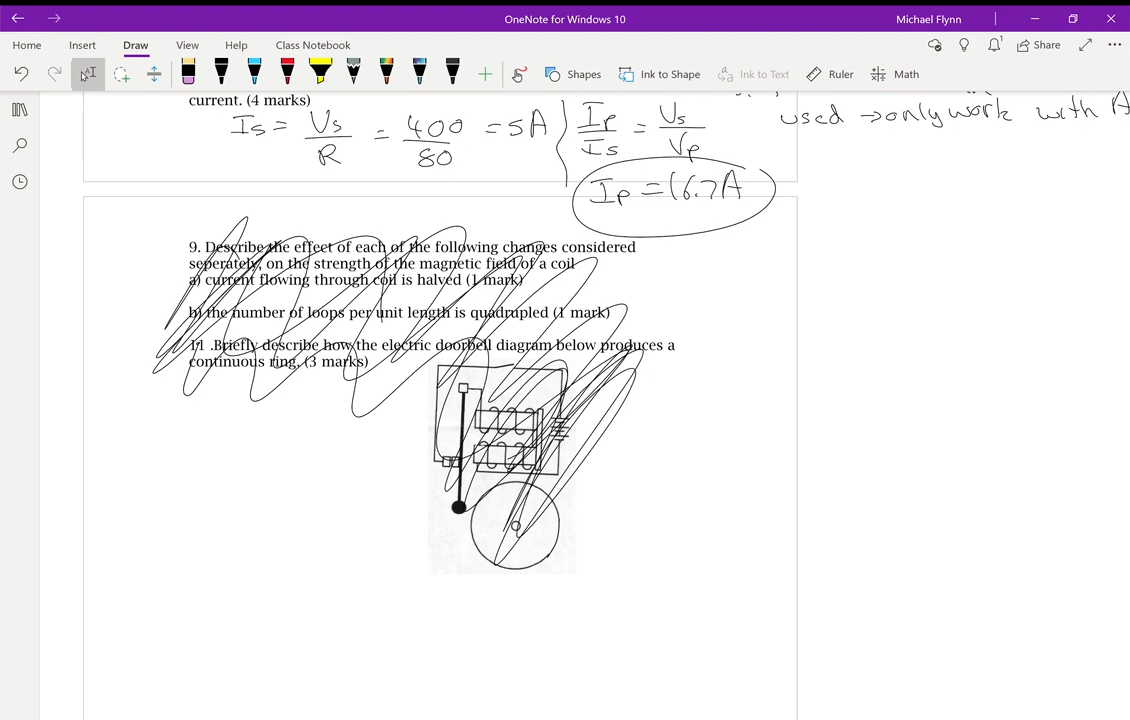 OneNote for Windows 10
Michael Flynn
Home Insert Draw View Help Class Notebook
Share
Shapes Ink to Shape Ink to Text Ruler Math
current. (4 marks)
Is = Vs/R = 400/80 = 5A
Ip/Is = Vs/Vp
used → only work with A
Ip = 16.7A
9. Describe the effect of each of the following changes considered
seperately, on the strength of the magnetic field of a coil
a) current flowing through coil is halved (1 mark)
b) the number of loops per unit length is quadrupled (1 mark)
11 .Briefly describe how the electric doorbell diagram below produces a
continuous ring. (3 marks)